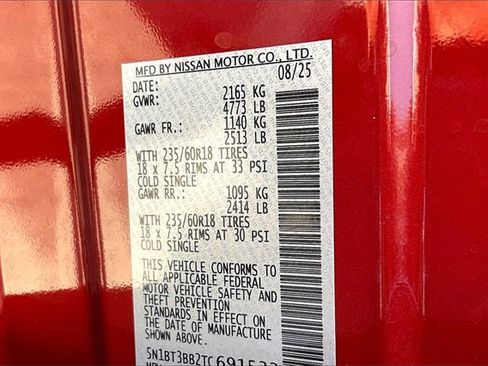 MFD BY NISSAN MOTOR CO., LTD.
DATE: 08/25
GVWR: 2165 KG
4773 LB
GAWR FR.: 1140 KG
2513 LB
WITH 235/60R18 TIRES
18 x 7.5 RIMS AT 33 PSI
COLD SINGLE
GAWR RR.: 1095 KG
2414 LB
WITH 235/60R18 TIRES
18 x 7.5 RIMS AT 30 PSI
COLD SINGLE
THIS VEHICLE CONFORMS TO
ALL APPLICABLE FEDERAL
MOTOR VEHICLE SAFETY AND
THEFT PREVENTION
STANDARDS IN EFFECT ON
THE DATE OF MANUFACTURE
SHOWN ABOVE.